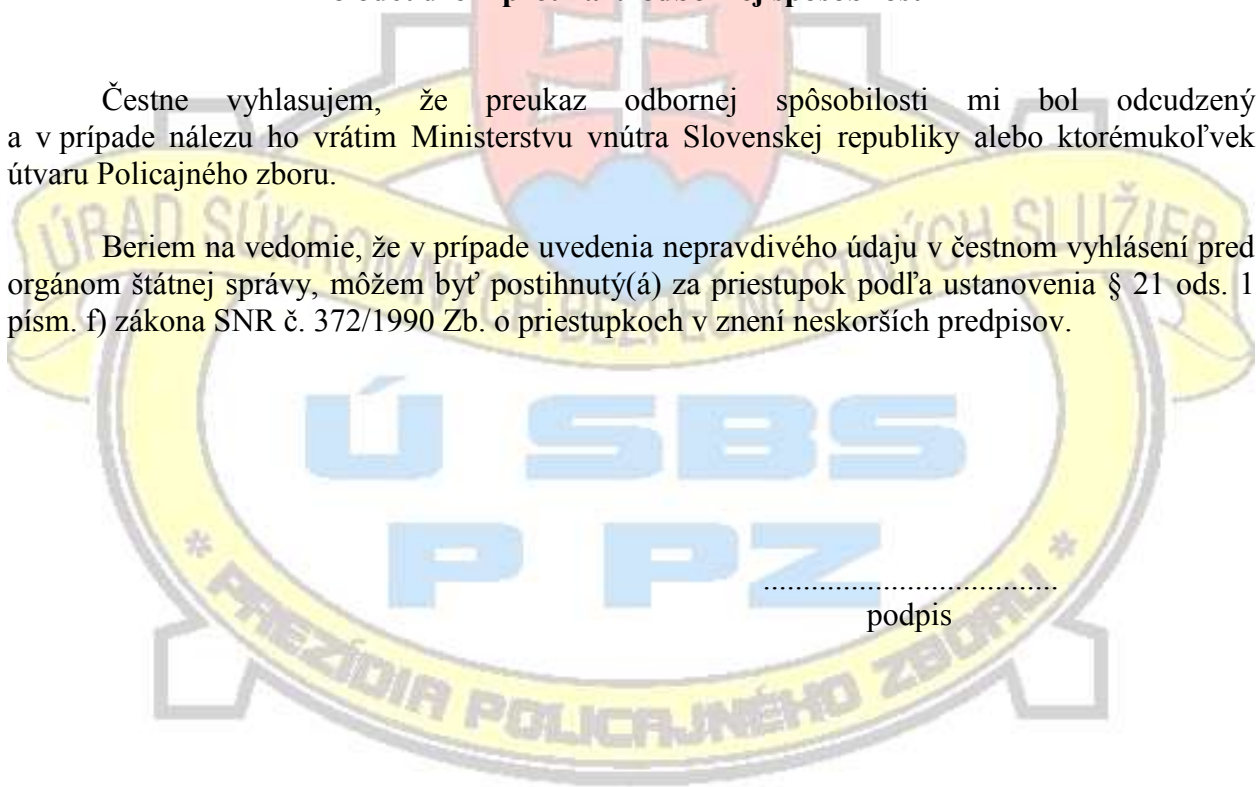 Čestne vyhlasujem, že preukaz odbornej spôsobilosti mi bol odcudzený
a v prípade nálezu ho vrátim Ministerstvu vnútra Slovenskej republiky alebo ktorémukoľvek
útvaru Policajného zboru.
ÚRAD SÚKROMNÝCH BEZPEČNOSTNÝCH SLUŽIEB
Beriem na vedomie, že v prípade uvedenia nepravdivého údaju v čestnom vyhlásení pred
orgánom štátnej správy, môžem byť postihnutý(á) za priestupok podľa ustanovenia § 21 ods. 1
písm. f) zákona SNR č. 372/1990 Zb. o priestupkoch v znení neskorších predpisov.
Ú SBS
P PZ
....................................
podpis
* PREZÍDIA POLICAJNÉHO ZBORU *